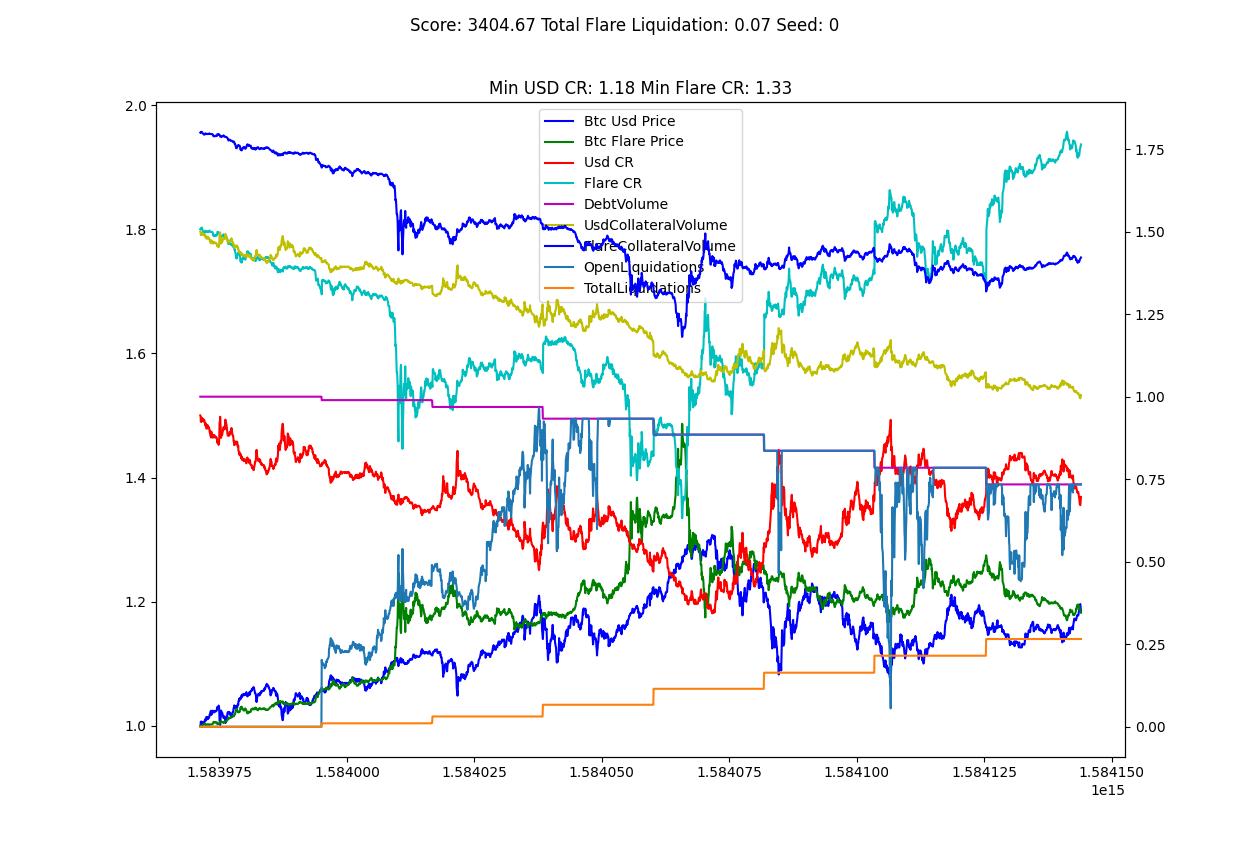 Score: 3404.67 Total Flare Liquidation: 0.07 Seed: 0
Min USD CR: 1.18 Min Flare CR: 1.33
Btc Usd Price
Btc Flare Price
Usd CR
Flare CR
DebtVolume
UsdCollateralVolume
FlareCollateralVolume
OpenLiquidations
TotalLiquidations
2.0
1.8
1.6
1.4
1.2
1.0
1.75
1.50
1.25
1.00
0.75
0.50
0.25
0.00
1.583975
1.584000
1.584025
1.584050
1.584075
1.584100
1.584125
1.584150
1e15